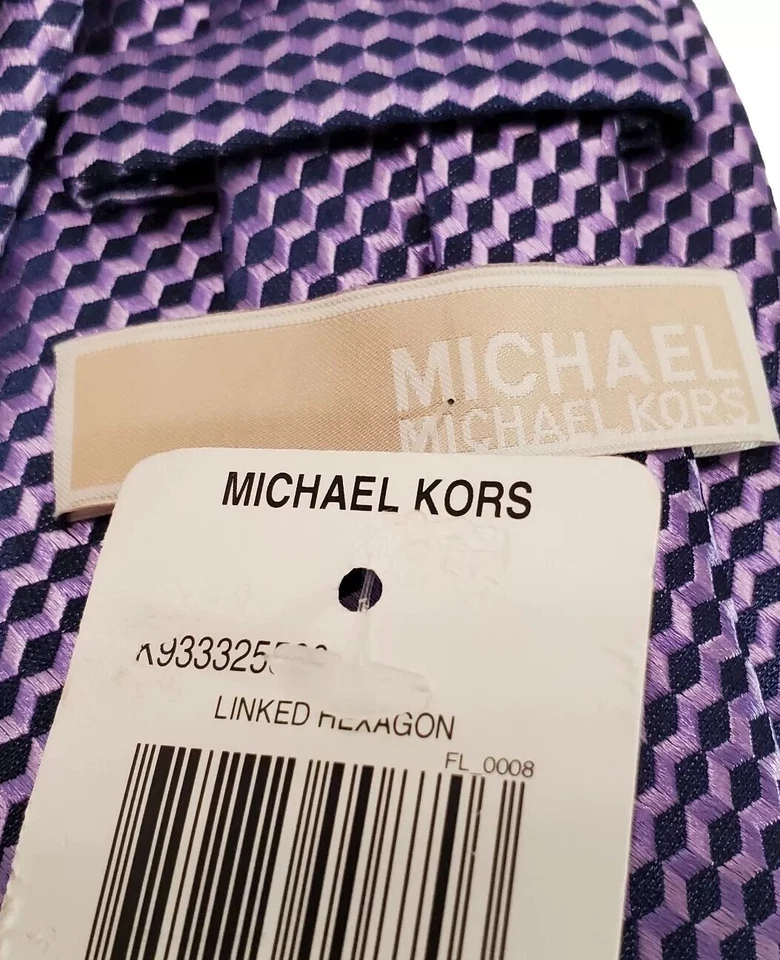 MICHAEL
MICHAEL KORS
MICHAEL KORS
LINKED HEXAGON
FL_0008